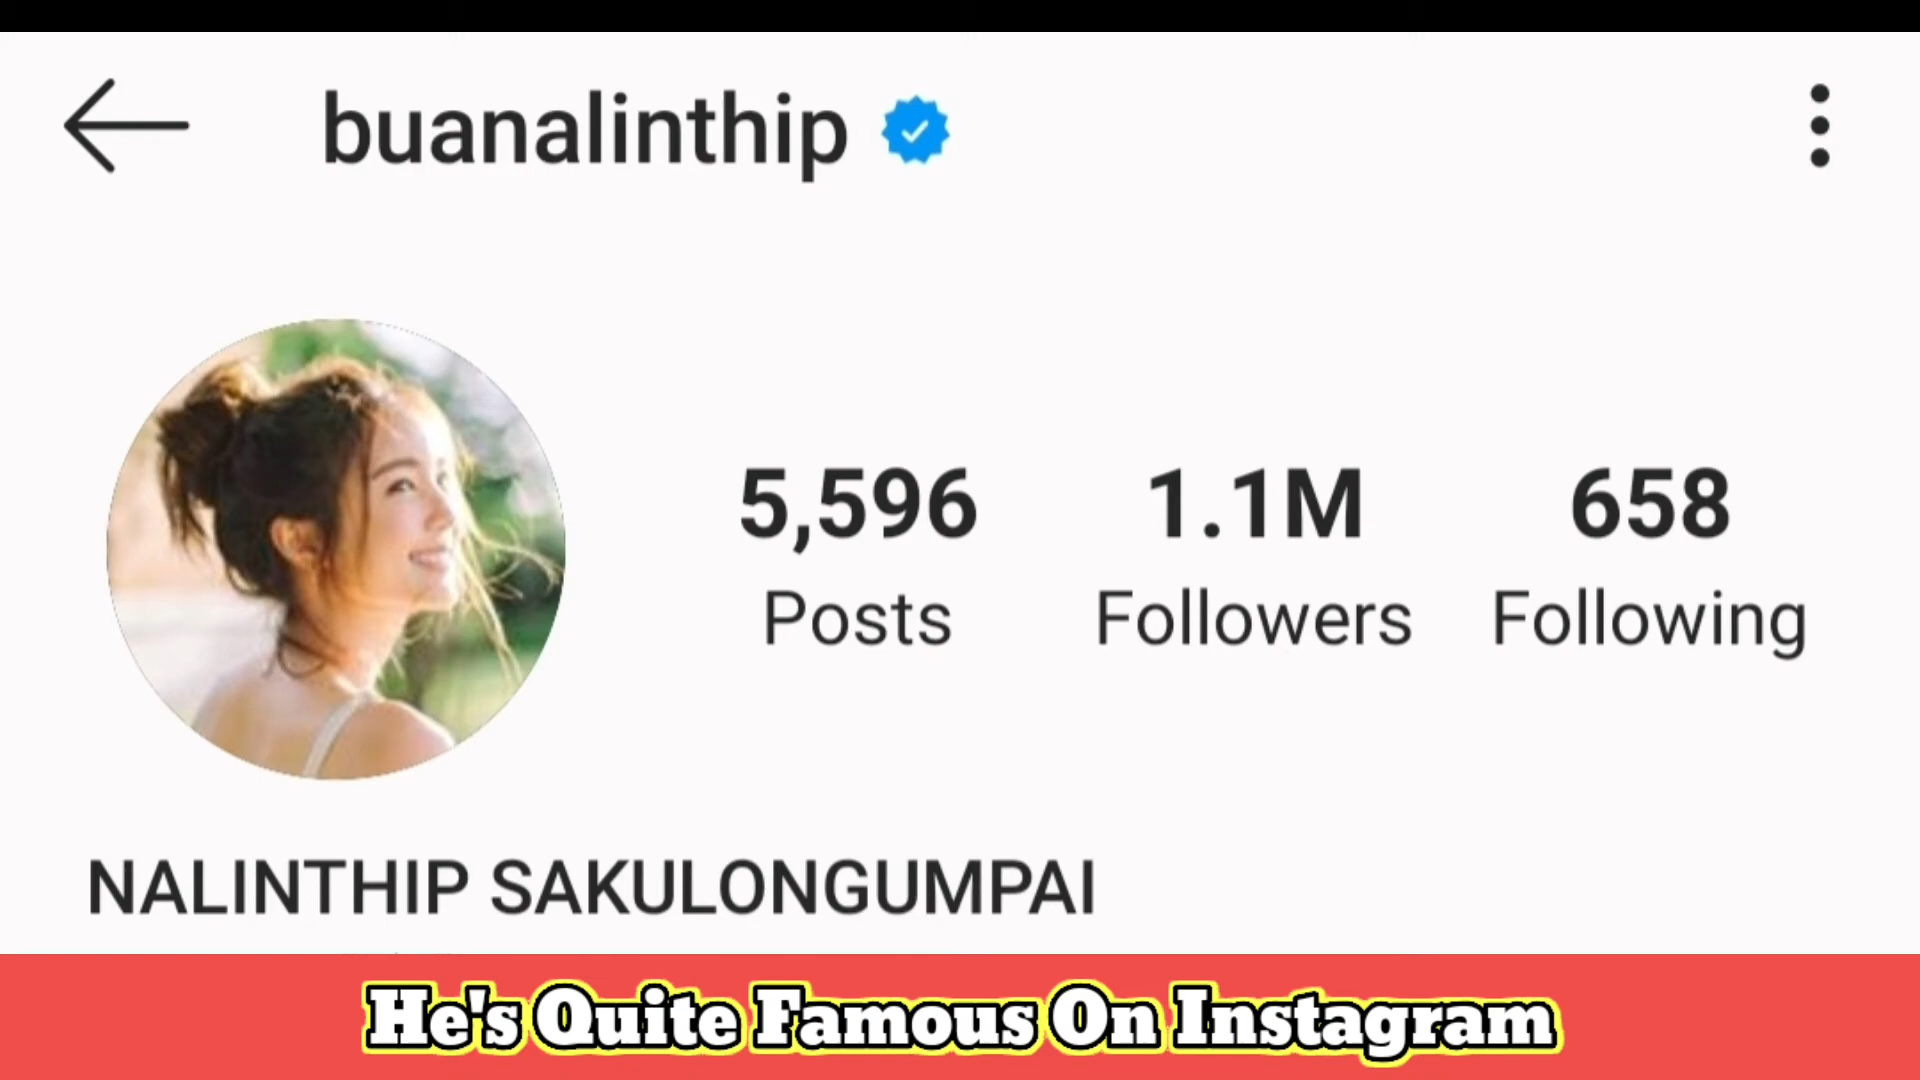 buanalinthip
5,596 1.1M 658
Posts Followers Following
NALINTHIP SAKULONGUMPAI
He's Quite Famous On Instagram